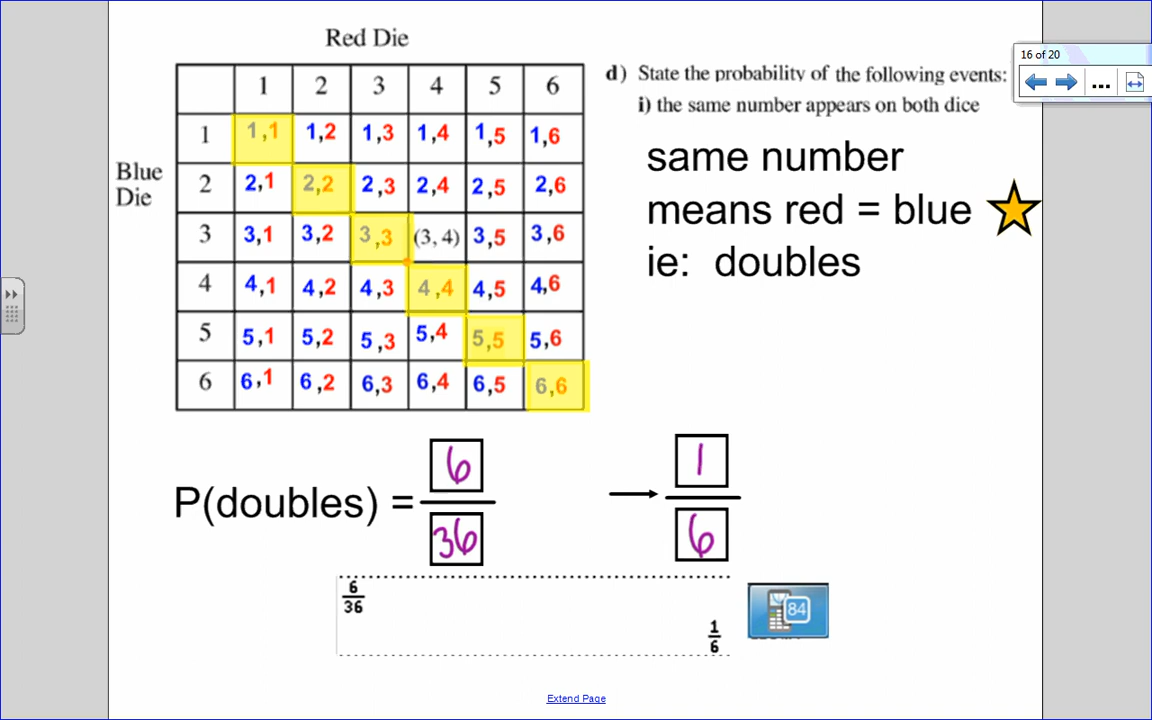 Red Die
16 of 20
d) State the probability of the following events:
i) the same number appears on both dice
1 2 3 4 5 6
1 1,1 1,2 1,3 1,4 1,5 1,6
Blue
Die
2 2,1 2,2 2,3 2,4 2,5 2,6
3 3,1 3,2 3,3 (3, 4) 3,5 3,6
4 4,1 4,2 4,3 4,4 4,5 4,6
5 5,1 5,2 5,3 5,4 5,5 5,6
6 6,1 6,2 6,3 6,4 6,5 6,6
same number
means red = blue
ie: doubles
P(doubles) =
6
36
1
6
6
36
1
6
84
Extend Page